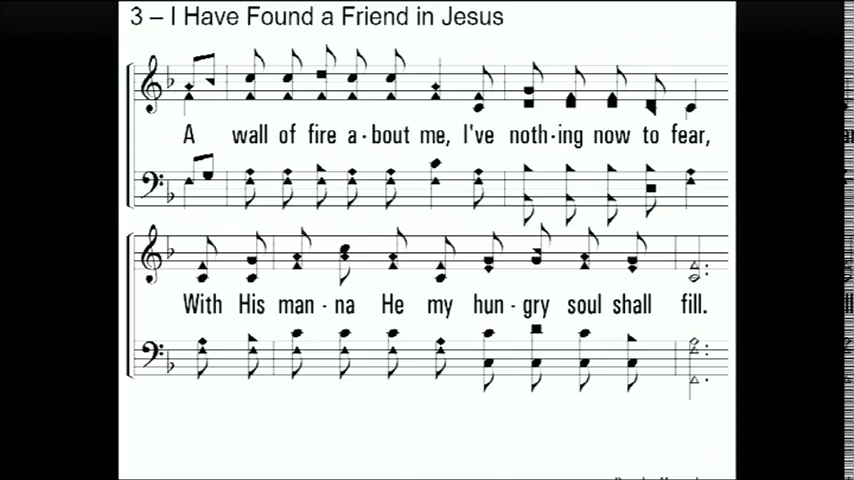 3 – I Have Found a Friend in Jesus
A wall of fire a - bout me, I've noth - ing now to fear,
With His man - na He my hun - gry soul shall fill.